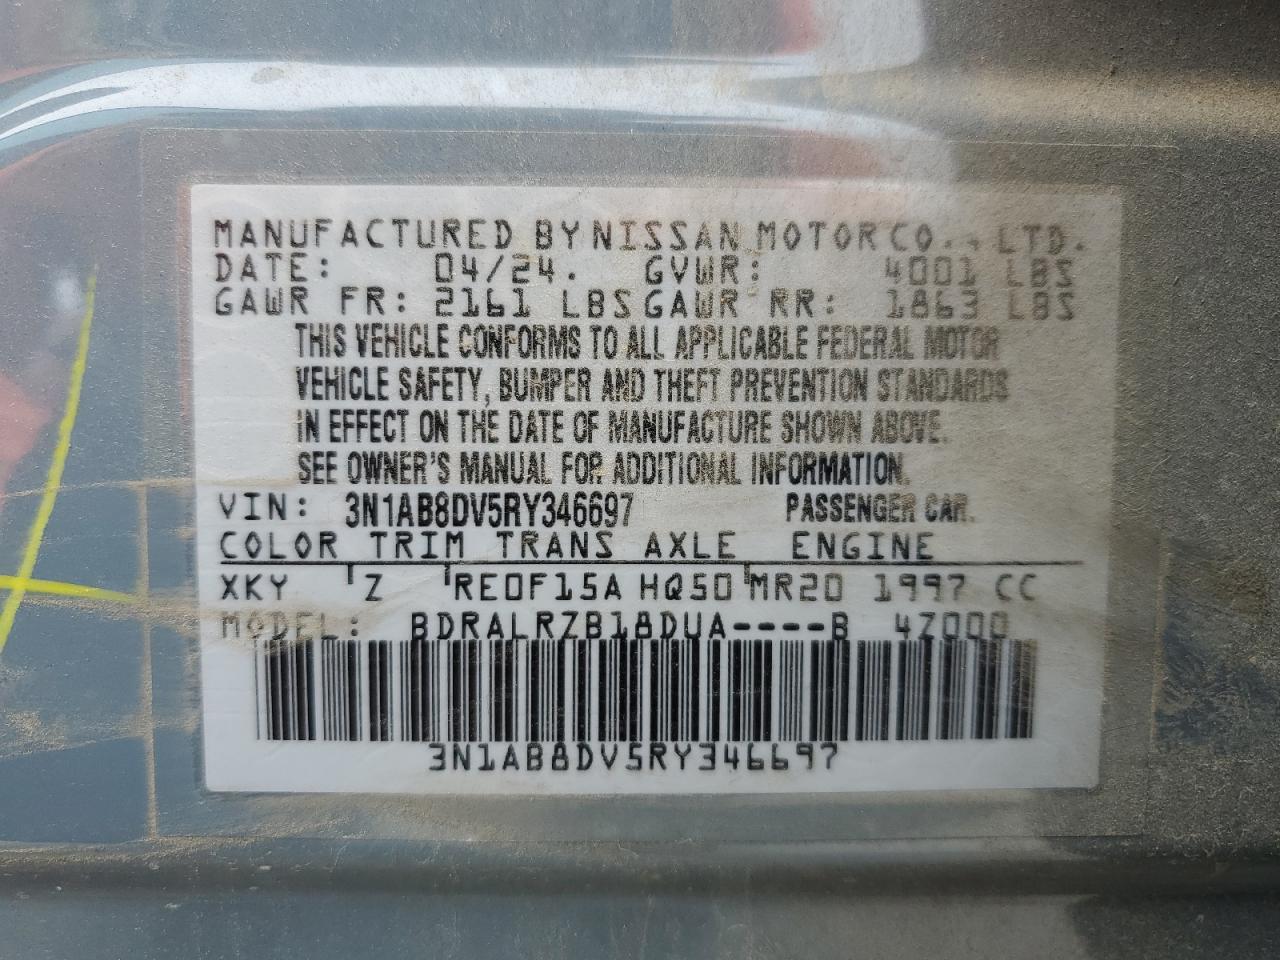 MANUFACTURED BY NISSAN MOTOR CO., LTD.
DATE: 04/24. GVWR: 4001 LBS
GAWR FR: 2161 LBS GAWR RR: 1863 LBS
THIS VEHICLE CONFORMS TO ALL APPLICABLE FEDERAL MOTOR
VEHICLE SAFETY, BUMPER AND THEFT PREVENTION STANDARDS
IN EFFECT ON THE DATE OF MANUFACTURE SHOWN ABOVE.
SEE OWNER'S MANUAL FOR ADDITIONAL INFORMATION.
VIN: 3N1AB8DV5RY346697 PASSENGER CAR.
COLOR TRIM TRANS AXLE ENGINE
XKY Z RE0F15A HQ50 MR20 1997 CC
MODEL: BDRALRZB18DUA----B 4Z000
3N1AB8DV5RY346697